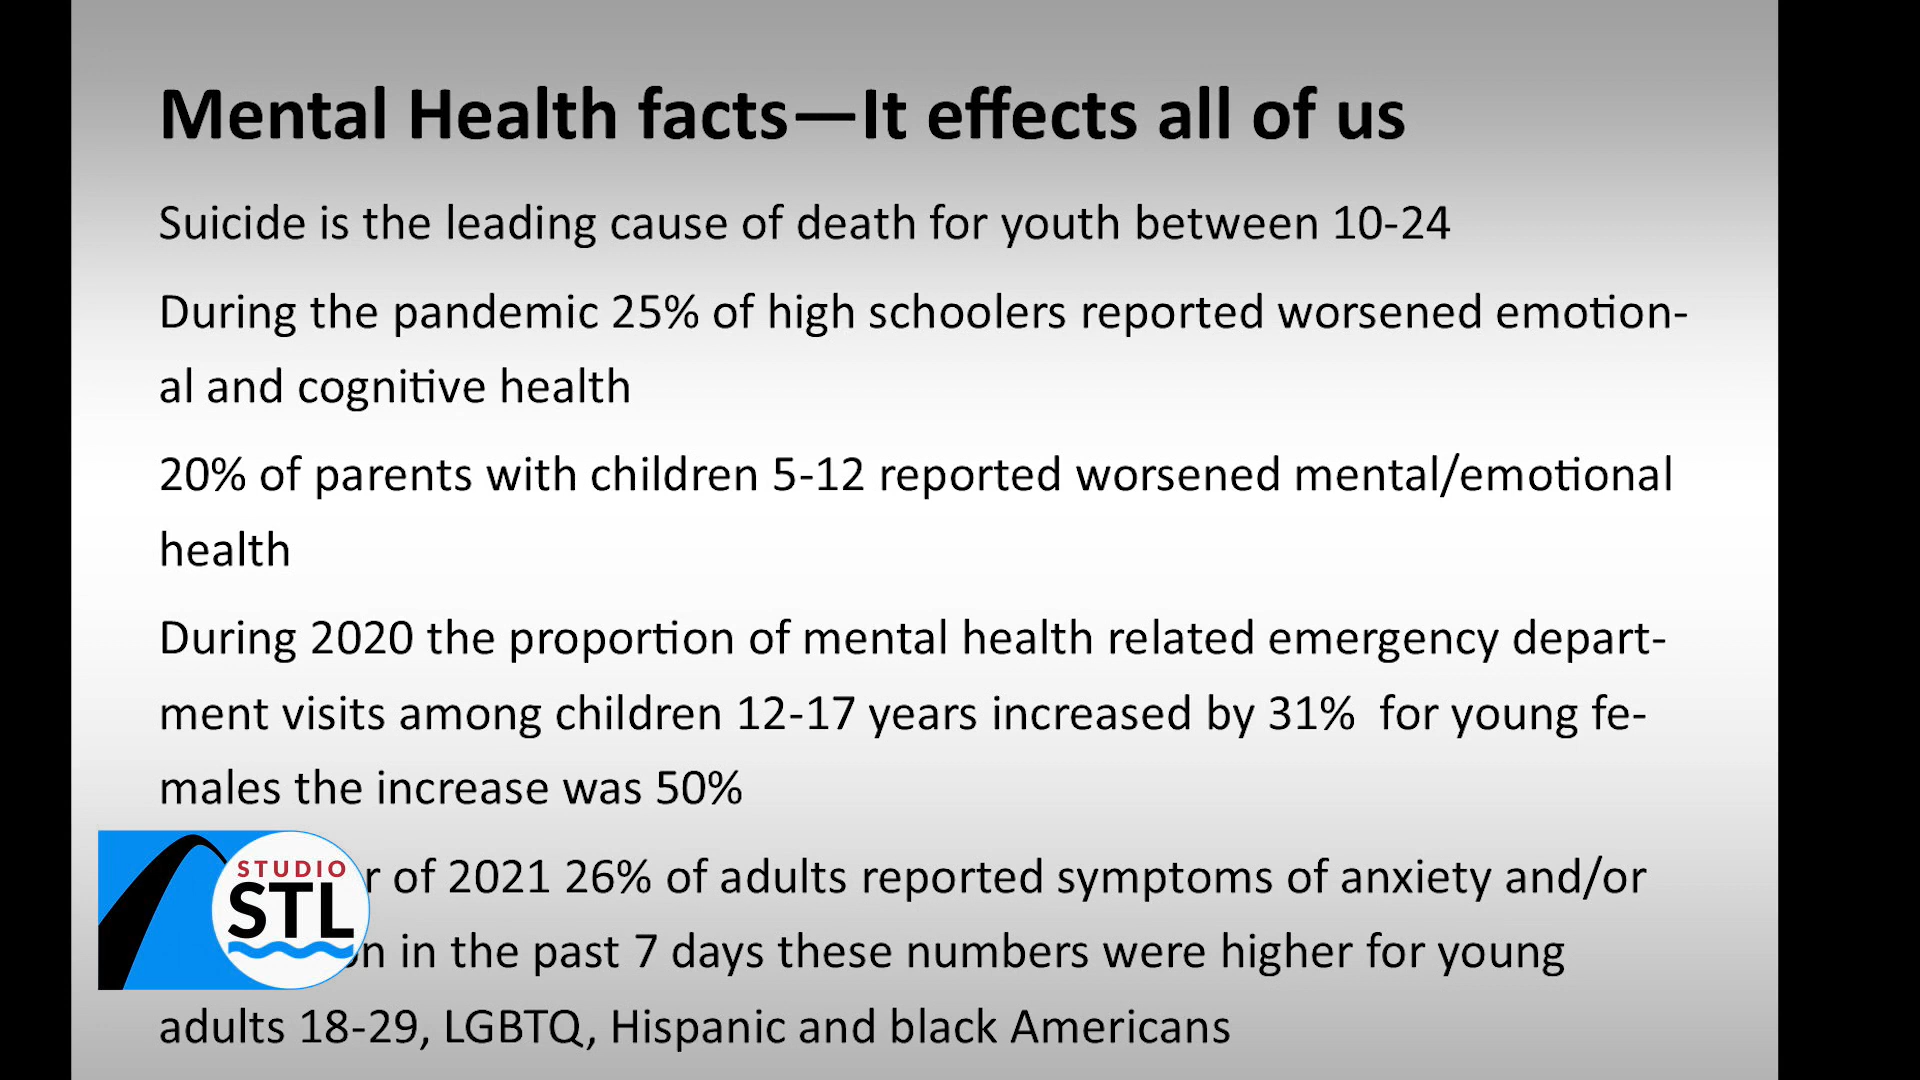 Mental Health facts—It effects all of us
Suicide is the leading cause of death for youth between 10-24
During the pandemic 25% of high schoolers reported worsened emotion-
al and cognitive health
20% of parents with children 5-12 reported worsened mental/emotional
health
During 2020 the proportion of mental health related emergency depart-
ment visits among children 12-17 years increased by 31% for young fe-
males the increase was 50%
of 2021 26% of adults reported symptoms of anxiety and/or
in the past 7 days these numbers were higher for young
adults 18-29, LGBTQ, Hispanic and black Americans
STUDIO
STL